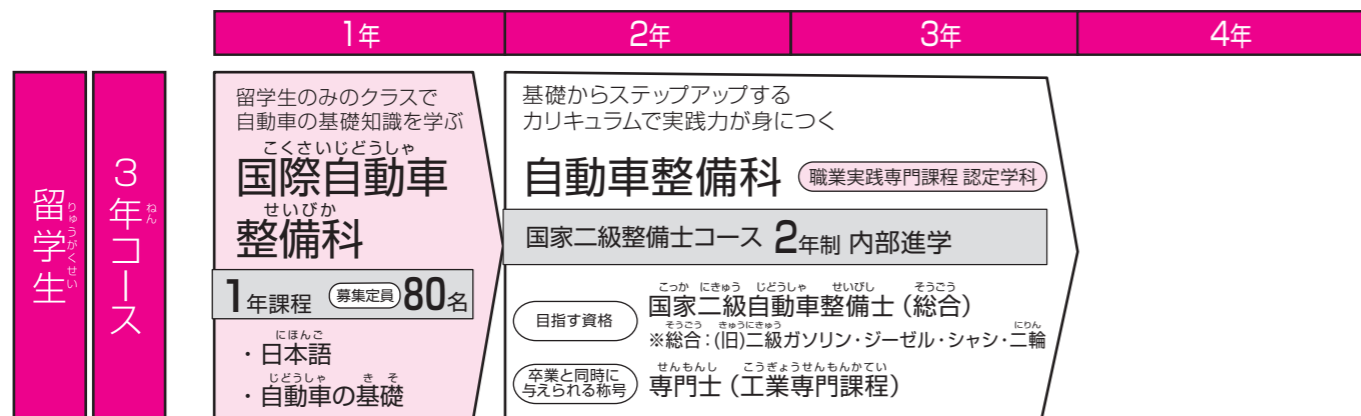 1年
2年
3年
4年
留学生
りゅうがくせい
3年コース
ねん
留学生のみのクラスで
自動車の基礎知識を学ぶ
こくさいじどうしゃ
国際自動車
せいびか
整備科
1年課程 募集定員 80名
にほんご
・日本語
じどうしゃ きそ
・自動車の基礎
基礎からステップアップする
カリキュラムで実践力が身につく
自動車整備科 職業実践専門課程 認定学科
国家二級整備士コース 2年制 内部進学
目指す資格
こっか にきゅう じどうしゃ せいびし そうごう
国家二級自動車整備士(総合)
そうごう きゅうにきゅう にりん
※総合:(旧)二級ガソリン・ジーゼル・シャシ・二輪
卒業と同時に
与えられる称号
せんもんし こうぎょうせんもんかてい
専門士(工業専門課程)